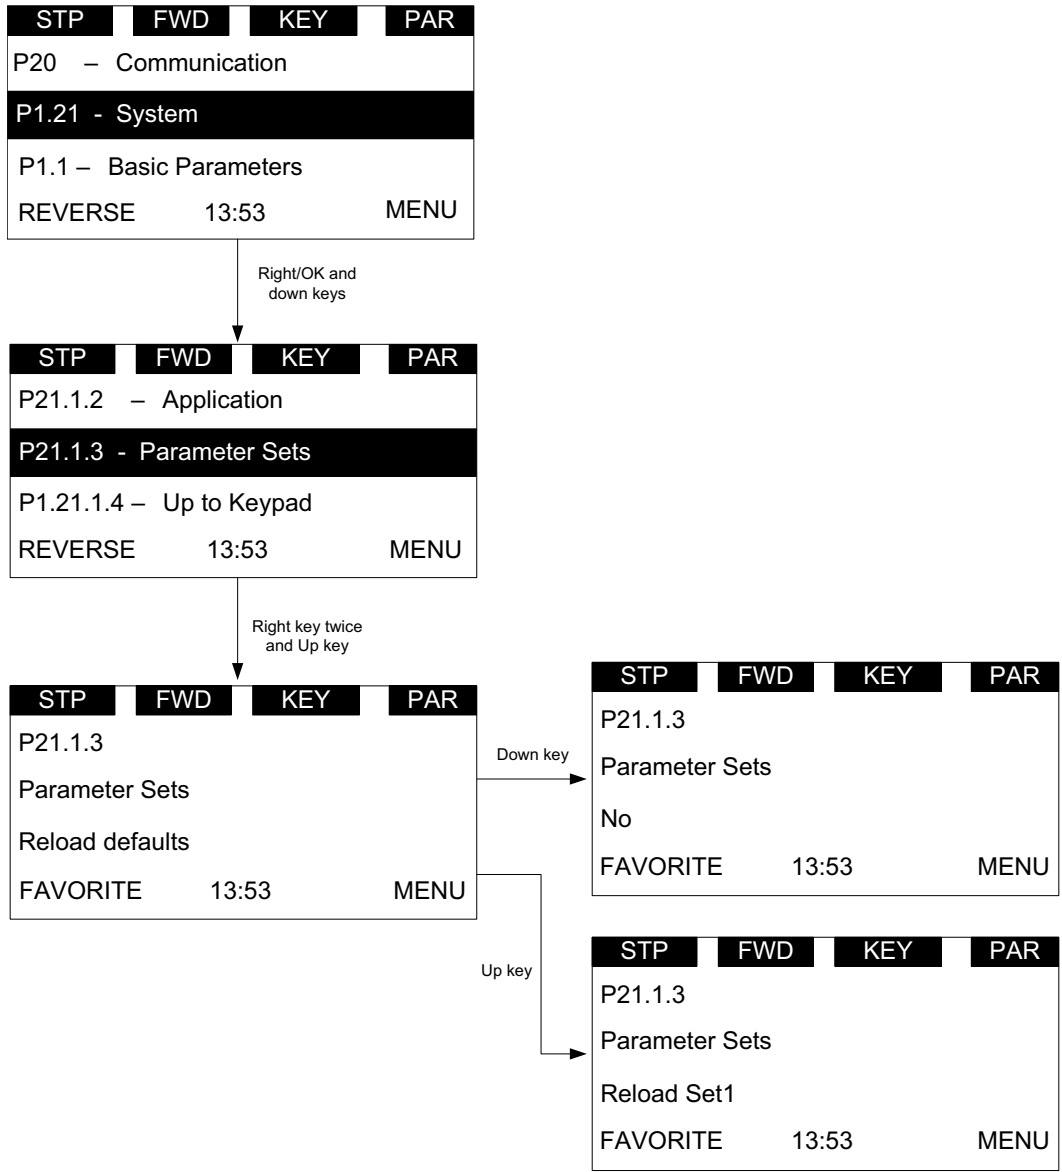 STP FWD KEY PAR
P20 – Communication
P1.21 - System
P1.1 – Basic Parameters
REVERSE 13:53 MENU
Right/OK and
down keys
STP FWD KEY PAR
P21.1.2 – Application
P21.1.3 - Parameter Sets
P1.21.1.4 – Up to Keypad
REVERSE 13:53 MENU
Right key twice
and Up key
STP FWD KEY PAR
P21.1.3
Parameter Sets
Reload defaults
FAVORITE 13:53 MENU
Down key
STP FWD KEY PAR
P21.1.3
Parameter Sets
No
FAVORITE 13:53 MENU
Up key
STP FWD KEY PAR
P21.1.3
Parameter Sets
Reload Set1
FAVORITE 13:53 MENU